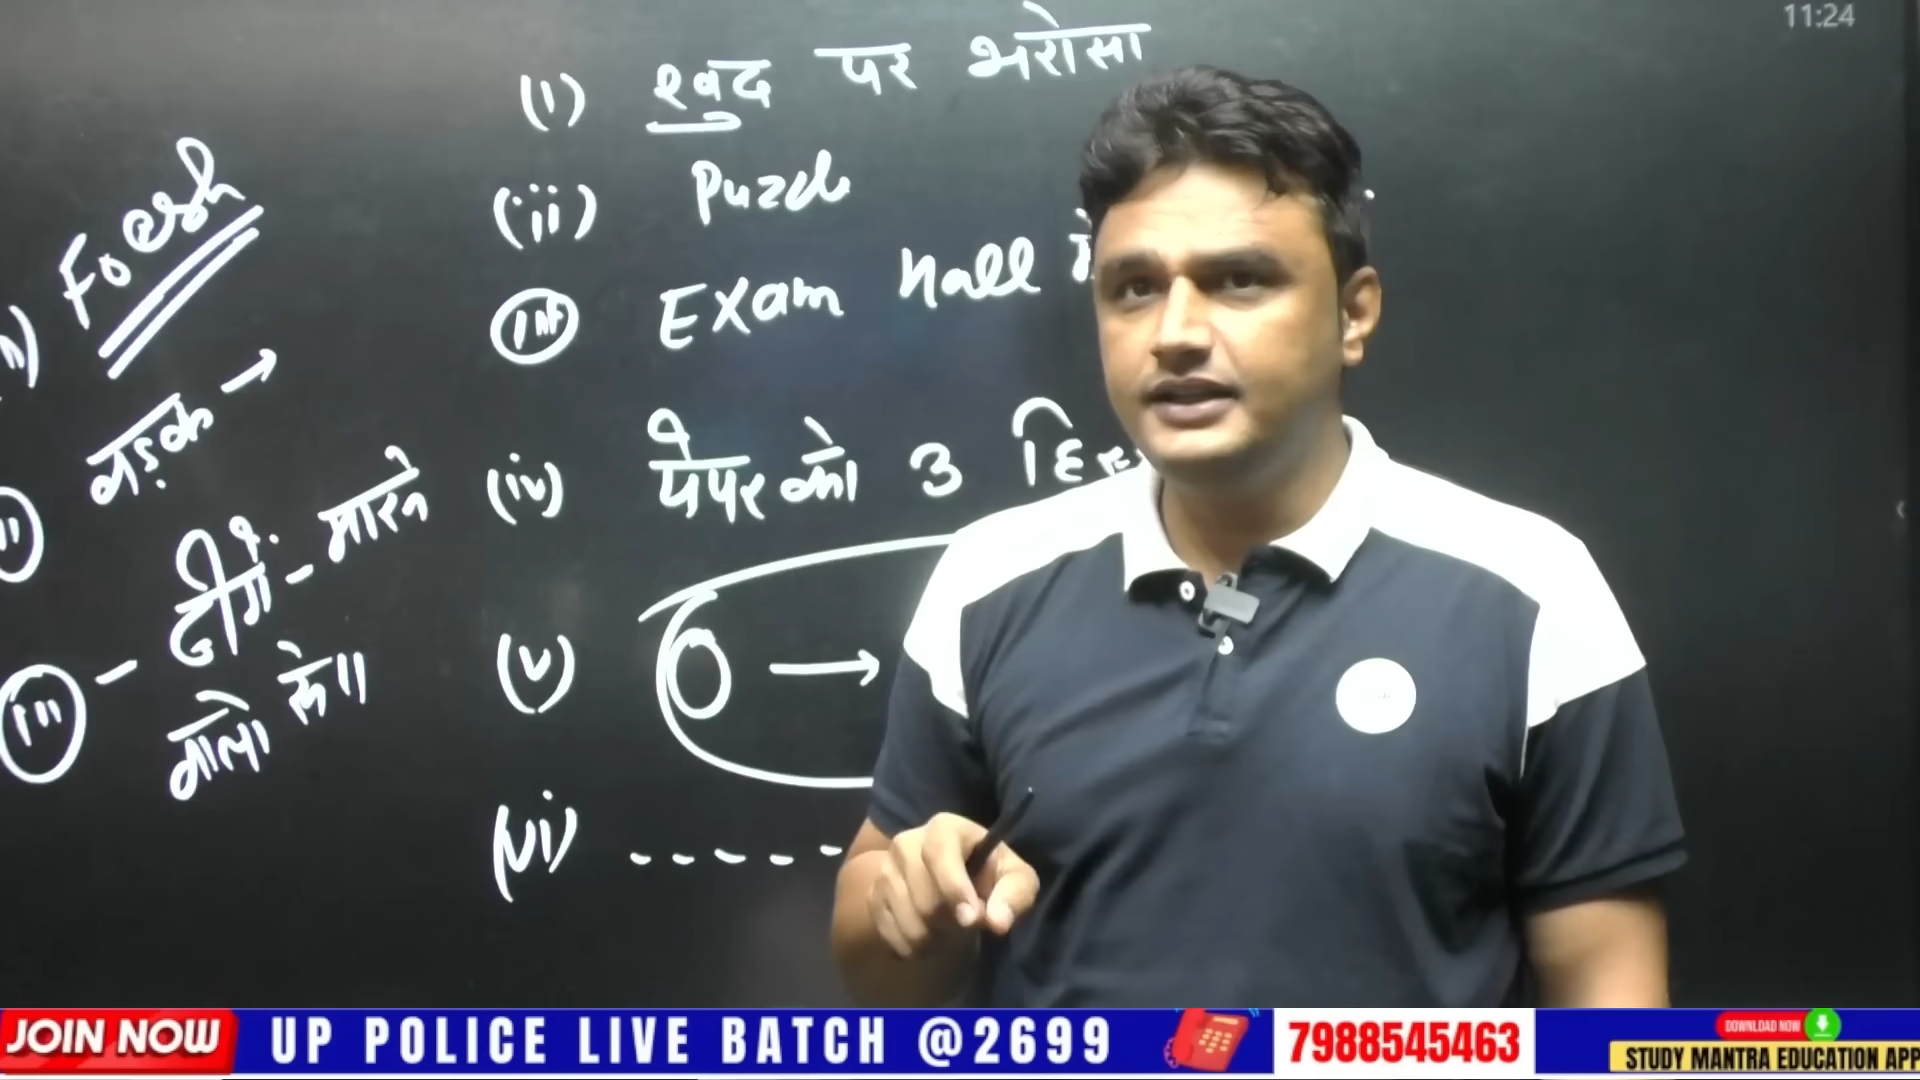 11:24
(i) खुद पर भरोसा
(ii) Puzzle
(iii) Exam hall में
(iv) पेपर को 3
(v) O →
(vi) -----
Fresh
भड़क →
(iii) - टीगें - मारने
वालो से॥
JOIN NOW UP POLICE LIVE BATCH @2699 7988545463
DOWNLOAD NOW
STUDY MANTRA EDUCATION APP